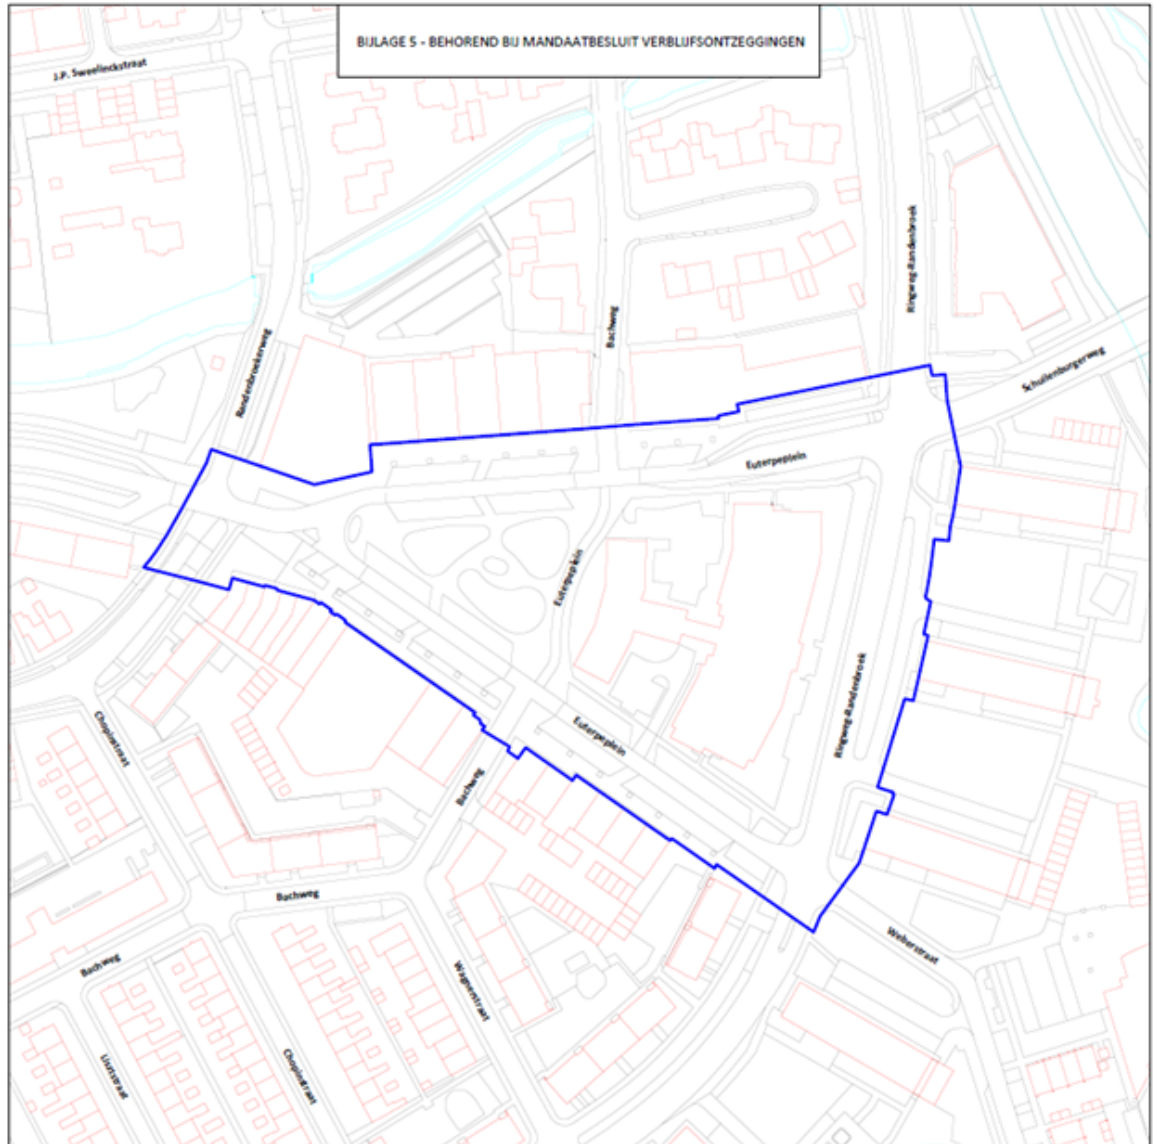 BIJLAGE 5 - BEHOREND BIJ MANDAATBESLUIT VERBLIJFSONTZEGGINGEN
J.P. Sweelinckstraat
Ringweg-Randenbroek
Bachweg
Randenbroekerweg
Schuilenburgerweg
Euterpeplein
Euterpeplein
Ringweg-Randenbroek
Euterpeplein
Chopinstraat
Bachweg
Bachweg
Weberstraat
Bachweg
Wagnerstraat
Lisztstraat
Chopinstraat